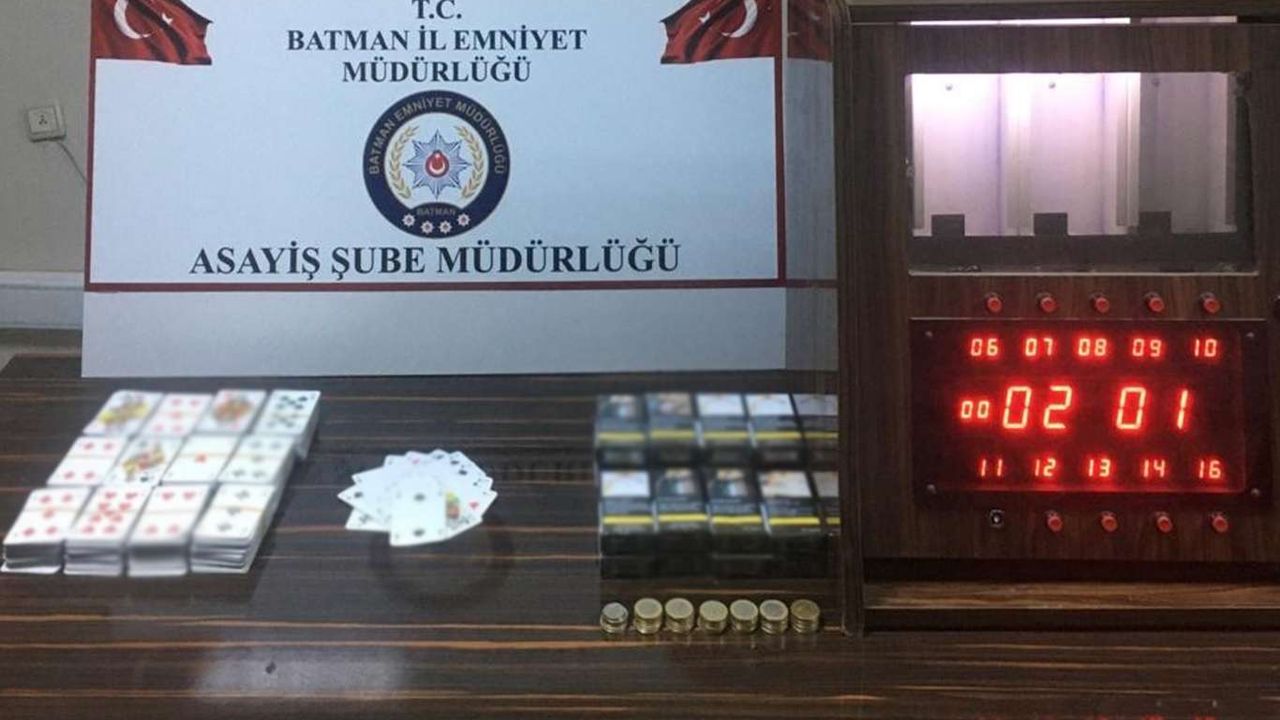 T.C.
BATMAN İL EMNİYET
MÜDÜRLÜĞÜ
BATMAN EMNİYET MÜDÜRLÜĞÜ
BATMAN
ASAYİŞ ŞUBE MÜDÜRLÜĞÜ
06 07 08 09 10
00 02 01
11 12 13 14 16